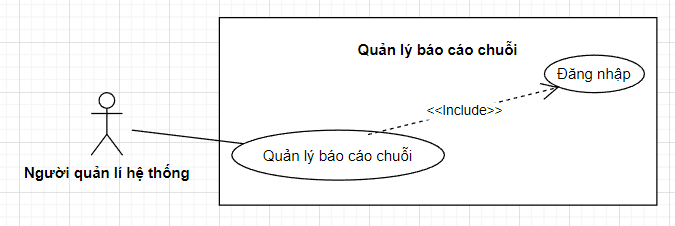 Quản lý báo cáo chuỗi
Đăng nhập
<<Include>>
Quản lý báo cáo chuỗi
Người quản lí hệ thống